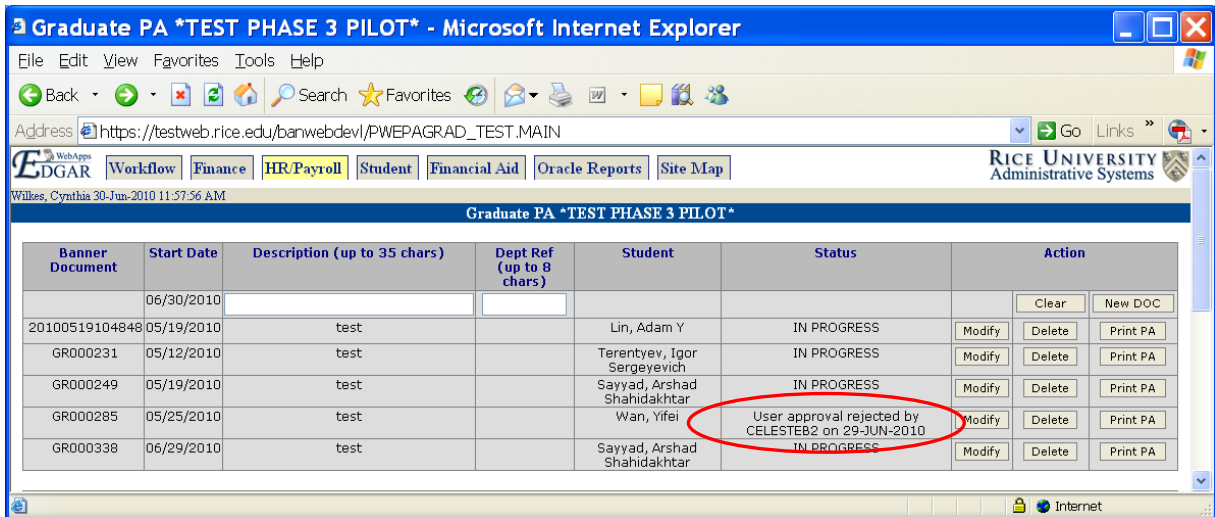 Graduate PA *TEST PHASE 3 PILOT* - Microsoft Internet Explorer
File Edit View Favorites Tools Help
Back Search Favorites
Address https://testweb.rice.edu/banwebdevl/PWEPAGRAD_TEST.MAIN Go Links »
WebApps
EDGAR Workflow Finance HR/Payroll Student Financial Aid Oracle Reports Site Map
RICE UNIVERSITY
Administrative Systems
Wilkes, Cynthia 30-Jun-2010 11:57:56 AM
Graduate PA *TEST PHASE 3 PILOT*
Banner Document Start Date Description (up to 35 chars) Dept Ref (up to 8 chars) Student Status Action
06/30/2010 Clear New DOC
20100519104848 05/19/2010 test Lin, Adam Y IN PROGRESS Modify Delete Print PA
GR000231 05/12/2010 test Terentyev, Igor Sergeyevich IN PROGRESS Modify Delete Print PA
GR000249 05/19/2010 test Sayyad, Arshad Shahidakhtar IN PROGRESS Modify Delete Print PA
GR000285 05/25/2010 test Wan, Yifei User approval rejected by CELESTEB2 on 29-JUN-2010 Modify Delete Print PA
GR000338 06/29/2010 test Sayyad, Arshad Shahidakhtar IN PROGRESS Modify Delete Print PA
Internet